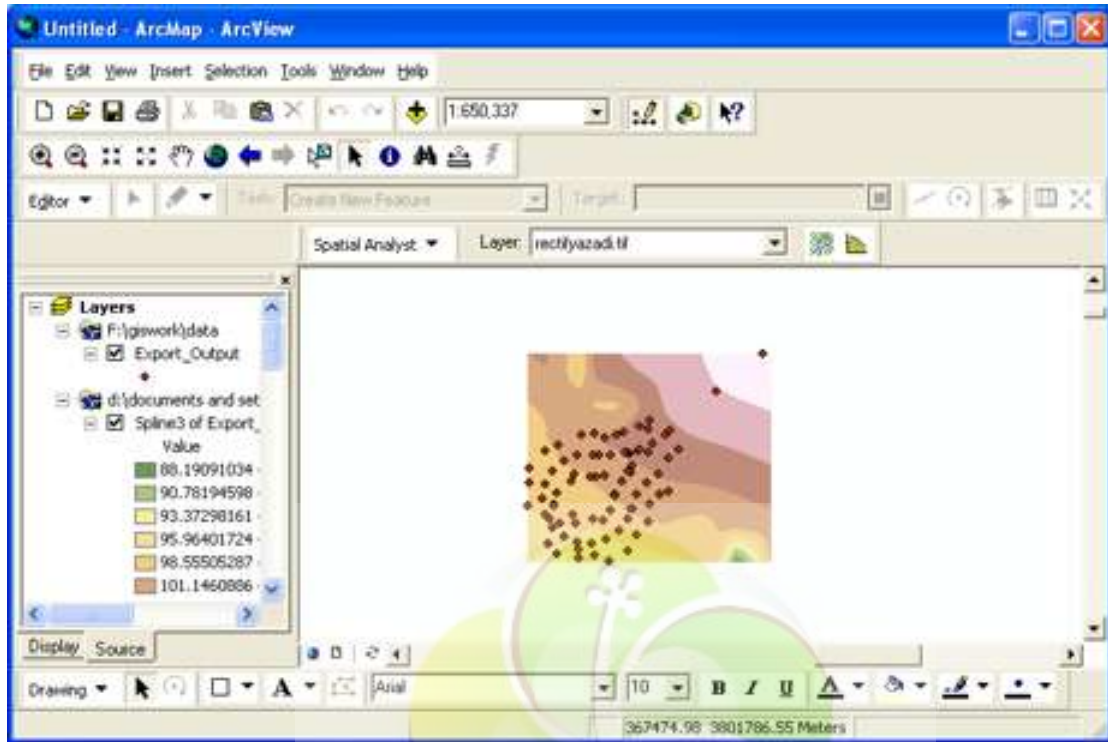 Untitled - ArcMap - ArcView
File Edit View Insert Selection Tools Window Help
1:650,337
Editor Task: Create New Feature Target:
Spatial Analyst Layer: rectifyazadi.tif
Layers
F:\giswork\data
Export_Output
d:\documents and set
Spline3 of Export_
Value
88.19091034 -
90.78194598 -
93.37298161 -
95.96401724 -
98.55505287 -
101.1460886 -
Display Source
Drawing A Arial 10 B I U A
367474.98 3801786.55 Meters